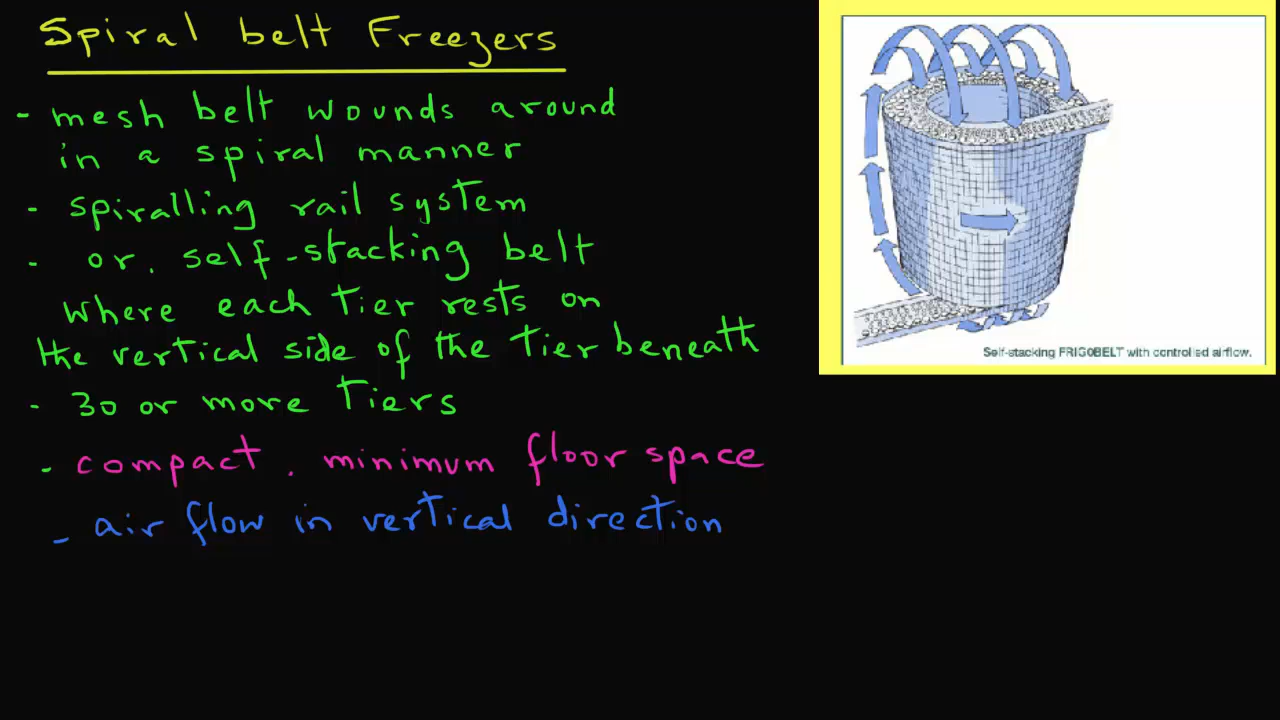 Spiral belt Freezers
- mesh belt wounds around
in a spiral manner
- spiralling rail system
- or. self-stacking belt
where each tier rests on
the vertical side of the tier beneath
- 30 or more tiers
- compact. minimum floor space
- air flow in vertical direction
Self-stacking FRIGOBELT with controlled airflow.